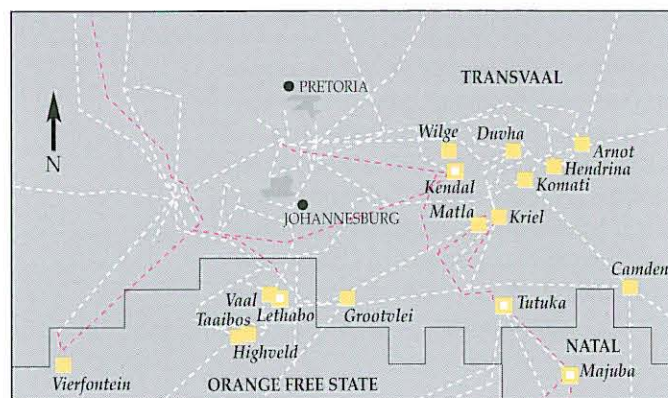 PRETORIA
TRANSVAAL
N
Wilge
Duvha
Arnot
Hendrina
Kendal
Komati
JOHANNESBURG
Matla
Kriel
Camden
Vaal
Lethabo
Grootvlei
Tutuka
Taaibos
Highveld
NATAL
Vierfontein
ORANGE FREE STATE
Majuba